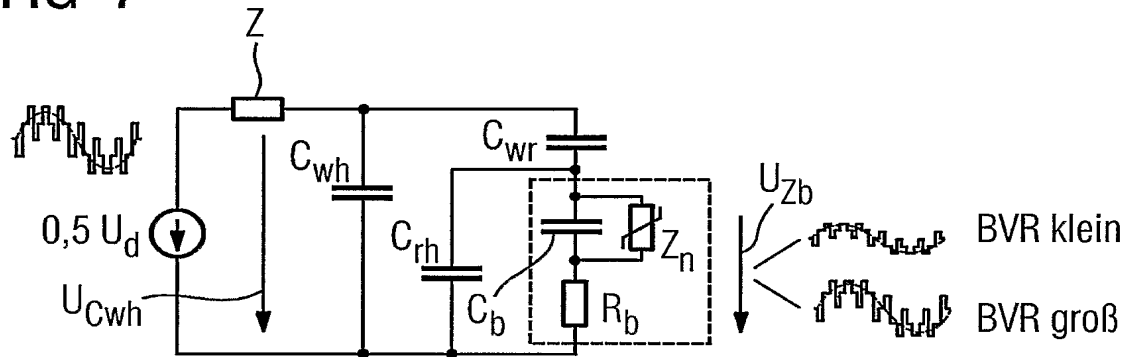 Z
C_wh
C_wr
0,5 U_d
C_rh
Z_n
U_Cwh
C_b
R_b
U_Zb
BVR klein
BVR groß